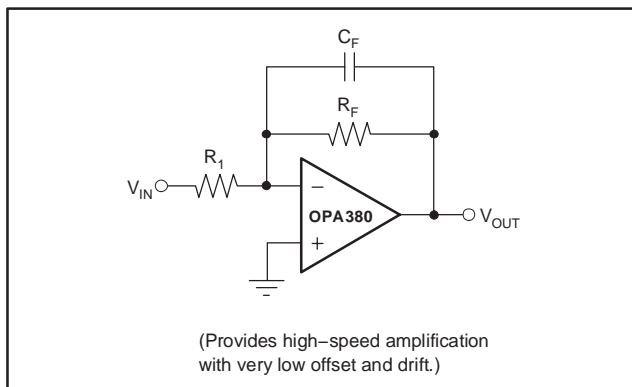 C_F
R_F
R_1
V_IN
−
OPA380
+
V_OUT
(Provides high−speed amplification
with very low offset and drift.)